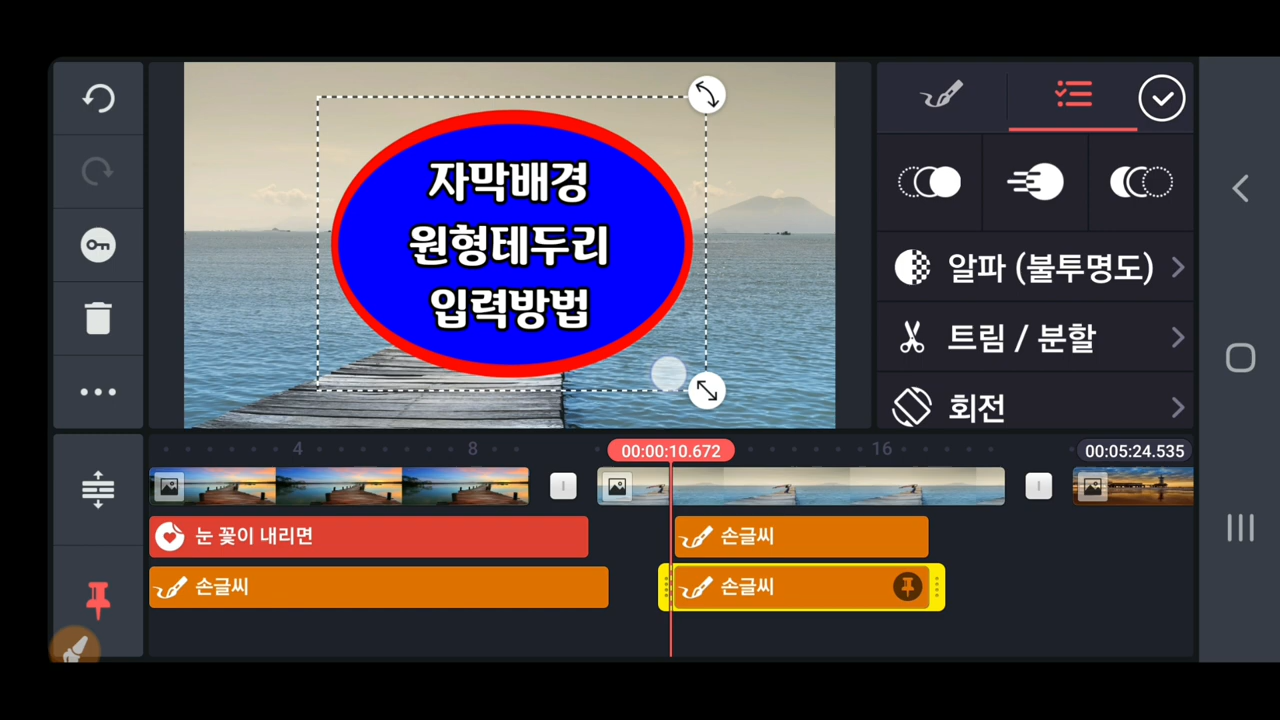 자막배경
원형테두리
입력방법
알파 (불투명도)
트림 / 분할
회전
4
8
00:00:10.672
16
00:05:24.535
눈 꽃이 내리면
손글씨
손글씨
손글씨